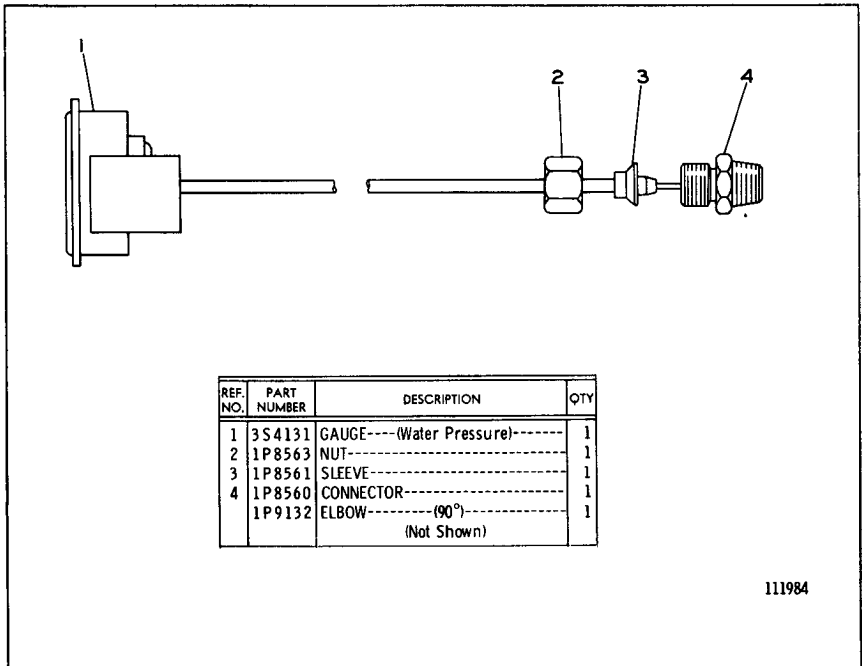 1
2 3 4
REF. NO. PART NUMBER DESCRIPTION QTY
1 3S4131 GAUGE----(Water Pressure)------ 1
2 1P8563 NUT------------------------ 1
3 1P8561 SLEEVE--------------------- 1
4 1P8560 CONNECTOR------------------ 1
1P9132 ELBOW--------(90°)----------- 1
(Not Shown)
111984